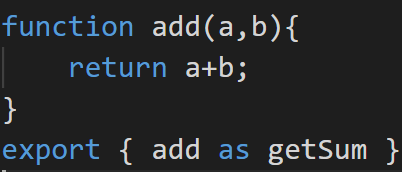 function add(a,b){
    return a+b;
}
export { add as getSum }